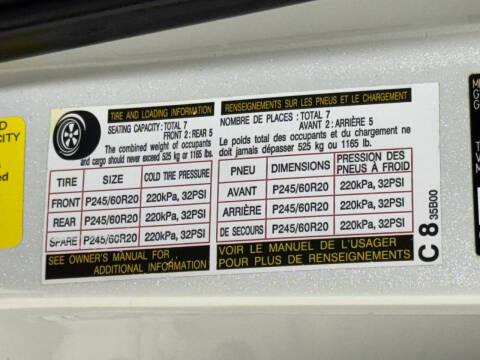 TIRE AND LOADING INFORMATION
SEATING CAPACITY: TOTAL 7
FRONT 2: REAR 5
The combined weight of occupants
and cargo should never exceed 525 kg or 1165 lb.
TIRE SIZE COLD TIRE PRESSURE
FRONT P245/60R20 220kPa, 32PSI
REAR P245/60R20 220kPa, 32PSI
SPARE P245/60R20 220kPa, 32PSI
SEE OWNER'S MANUAL FOR
ADDITIONAL INFORMATION
RENSEIGNEMENTS SUR LES PNEUS ET LE CHARGEMENT
NOMBRE DE PLACES: TOTAL 7
AVANT 2: ARRIÈRE 5
Le poids total des occupants et du chargement ne
doit jamais dépasser 525 kg ou 1165 lb.
PNEU DIMENSIONS PRESSION DES
PNEUS À FROID
AVANT P245/60R20 220kPa, 32PSI
ARRIÈRE P245/60R20 220kPa, 32PSI
DE SECOURS P245/60R20 220kPa, 32PSI
VOIR LE MANUEL DE L'USAGER
POUR PLUS DE RENSEIGNEMENTS
C8 35B00